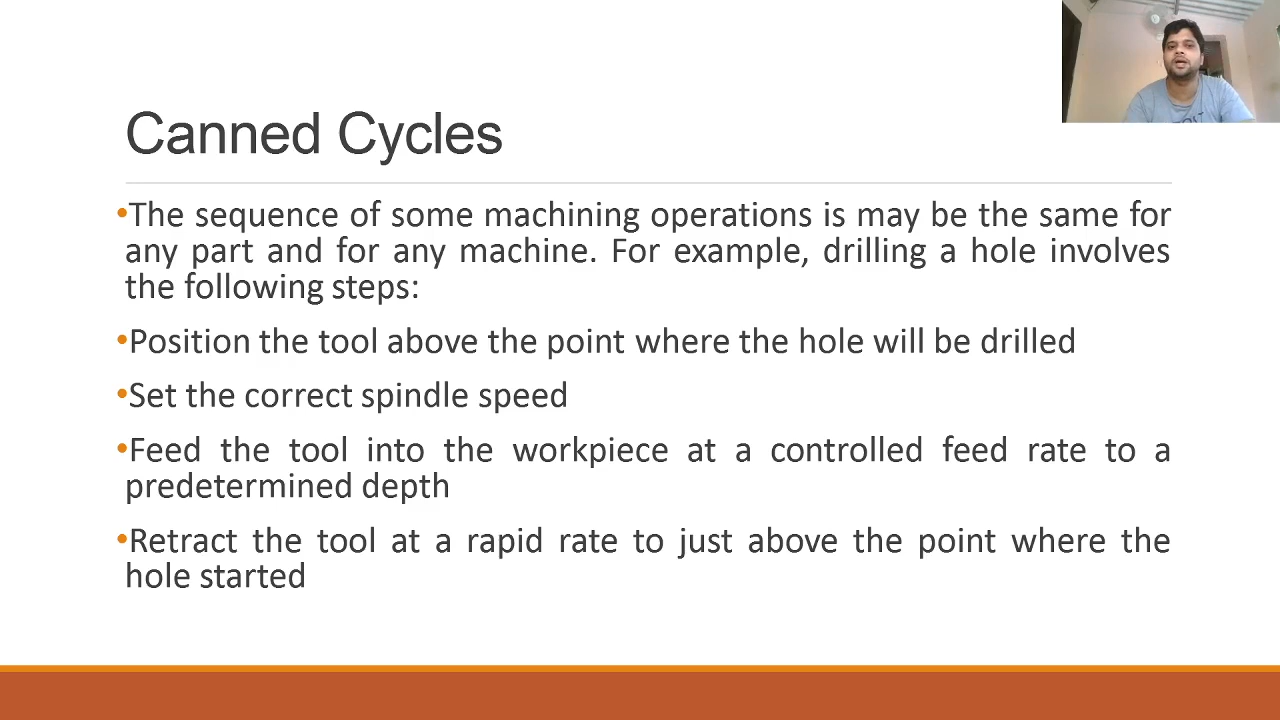 Canned Cycles
•The sequence of some machining operations is may be the same for
any part and for any machine. For example, drilling a hole involves
the following steps:
•Position the tool above the point where the hole will be drilled
•Set the correct spindle speed
•Feed the tool into the workpiece at a controlled feed rate to a
predetermined depth
•Retract the tool at a rapid rate to just above the point where the
hole started